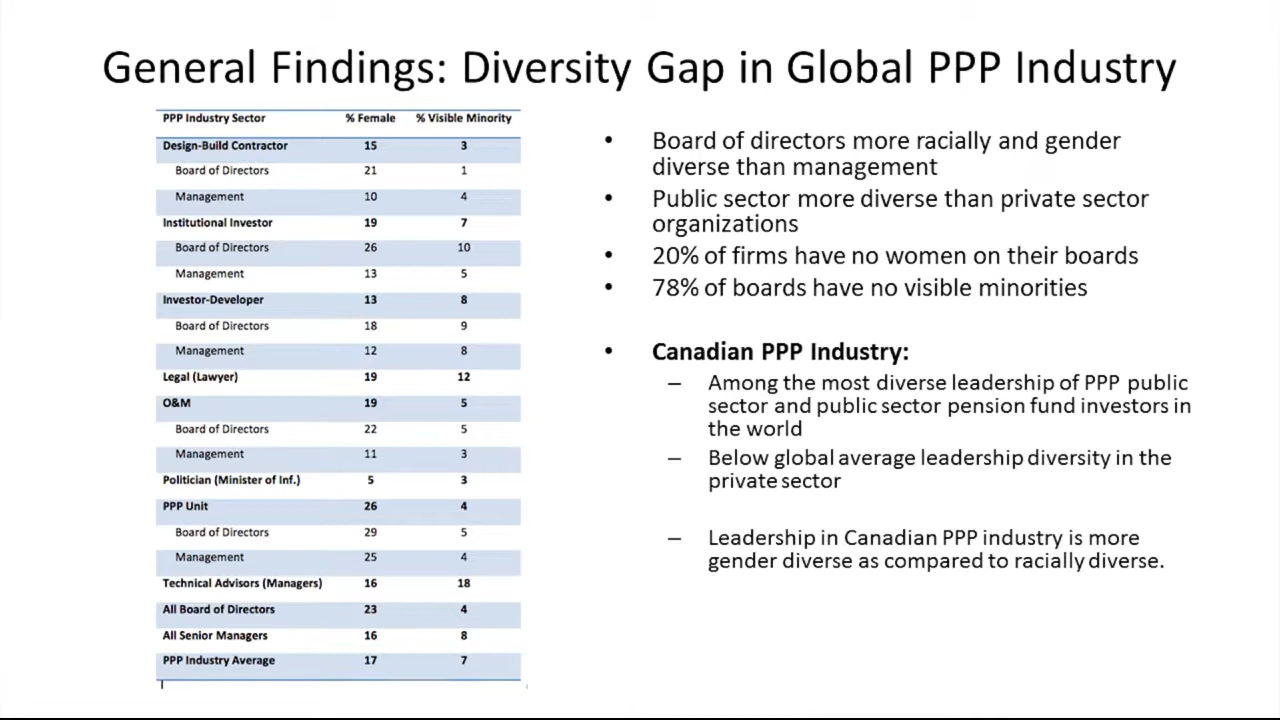 General Findings: Diversity Gap in Global PPP Industry
PPP Industry Sector % Female % Visible Minority
Design-Build Contractor 15 3
Board of Directors 21 1
Management 10 4
Institutional Investor 19 7
Board of Directors 26 10
Management 13 5
Investor-Developer 13 8
Board of Directors 18 9
Management 12 8
Legal (Lawyer) 19 12
O&M 19 5
Board of Directors 22 5
Management 11 3
Politician (Minister of Inf.) 5 3
PPP Unit 26 4
Board of Directors 29 5
Management 25 4
Technical Advisors (Managers) 16 18
All Board of Directors 23 4
All Senior Managers 16 8
PPP Industry Average 17 7
• Board of directors more racially and gender
diverse than management
• Public sector more diverse than private sector
organizations
• 20% of firms have no women on their boards
• 78% of boards have no visible minorities
• Canadian PPP Industry:
– Among the most diverse leadership of PPP public
sector and public sector pension fund investors in
the world
– Below global average leadership diversity in the
private sector
– Leadership in Canadian PPP industry is more
gender diverse as compared to racially diverse.